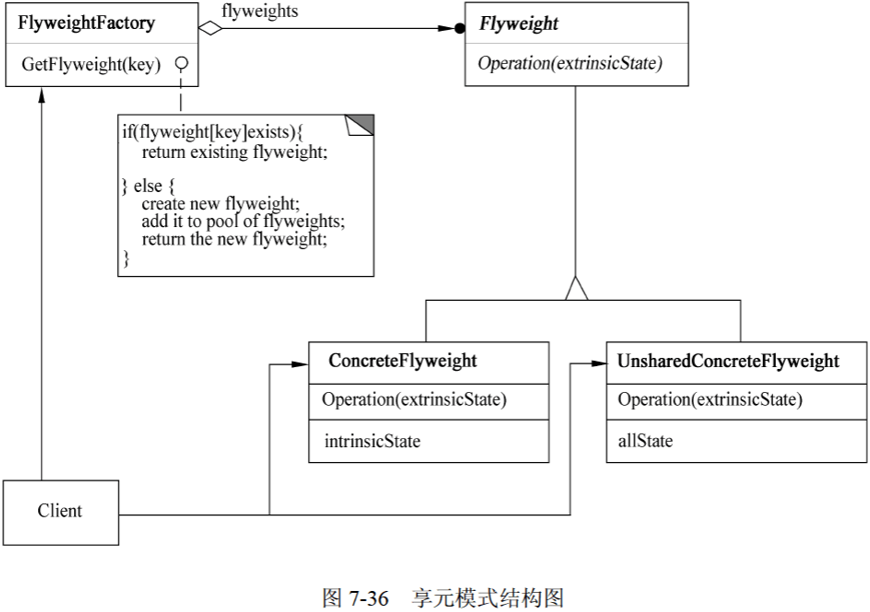 FlyweightFactory
GetFlyweight(key)
flyweights
Flyweight
Operation(extrinsicState)
if(flyweight[key]exists){
return existing flyweight;
} else {
create new flyweight;
add it to pool of flyweights;
return the new flyweight;
}
ConcreteFlyweight
Operation(extrinsicState)
intrinsicState
UnsharedConcreteFlyweight
Operation(extrinsicState)
allState
Client
图 7-36 享元模式结构图